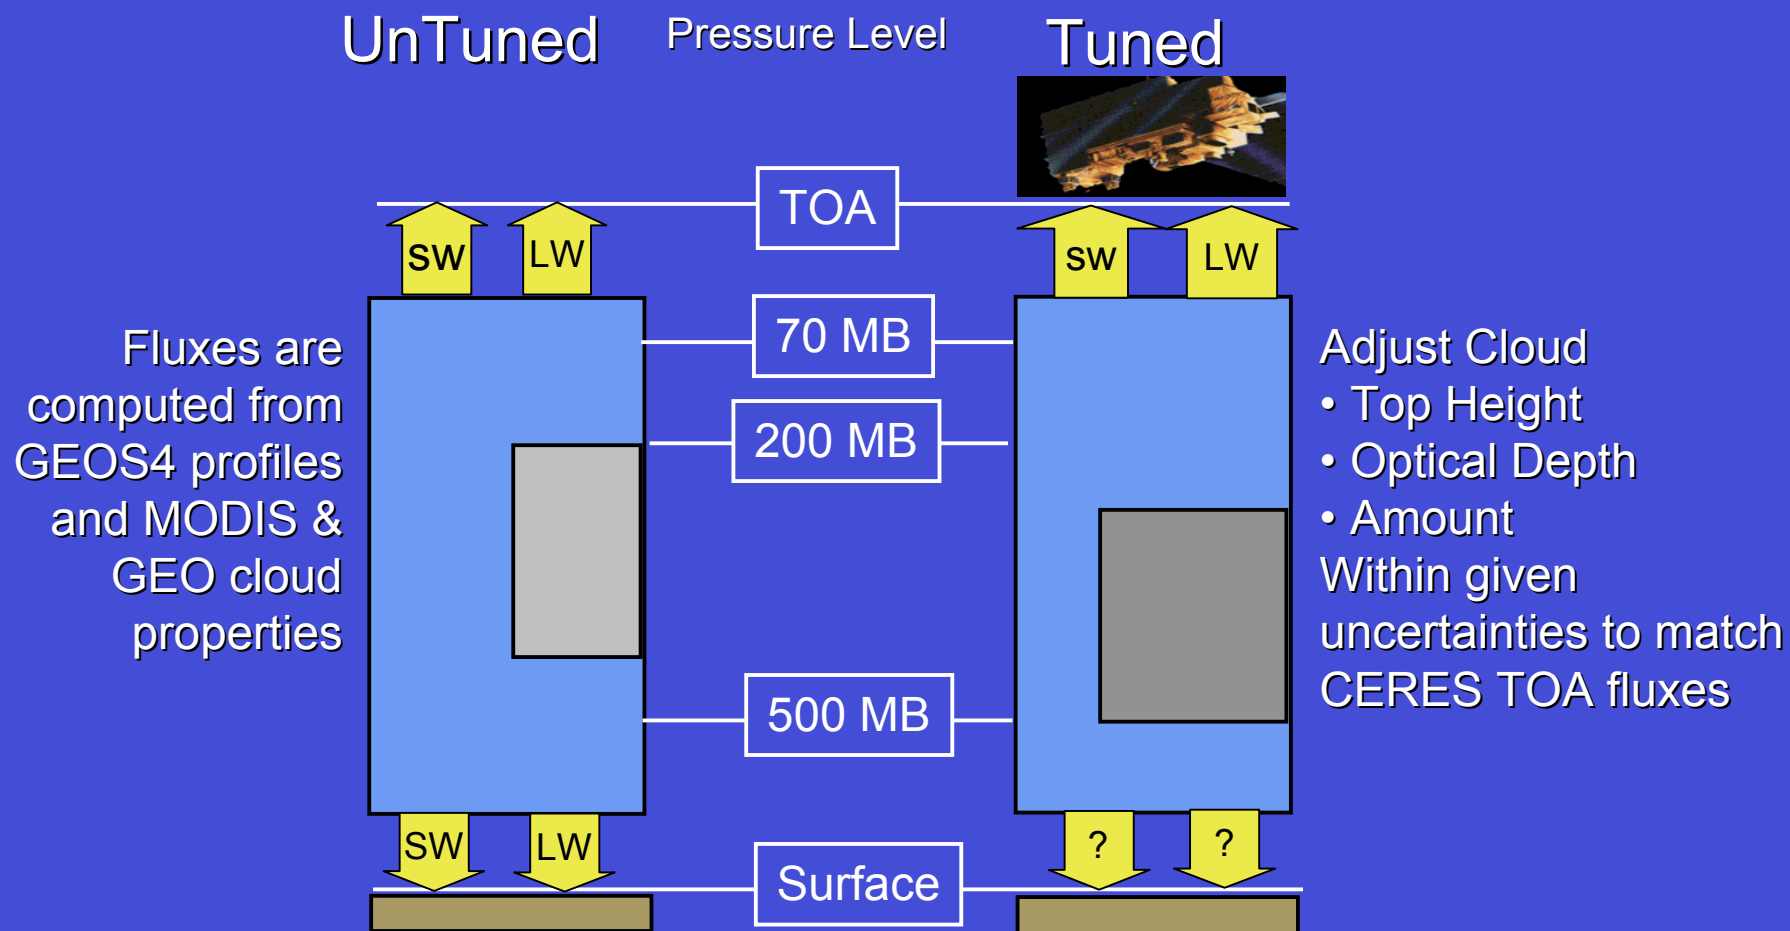 UnTuned
Pressure Level
Tuned
TOA
SW
LW
SW
LW
70 MB
200 MB
500 MB
Fluxes are
computed from
GEOS4 profiles
and MODIS &
GEO cloud
properties
Adjust Cloud
• Top Height
• Optical Depth
• Amount
Within given
uncertainties to match
CERES TOA fluxes
SW
LW
?
?
Surface